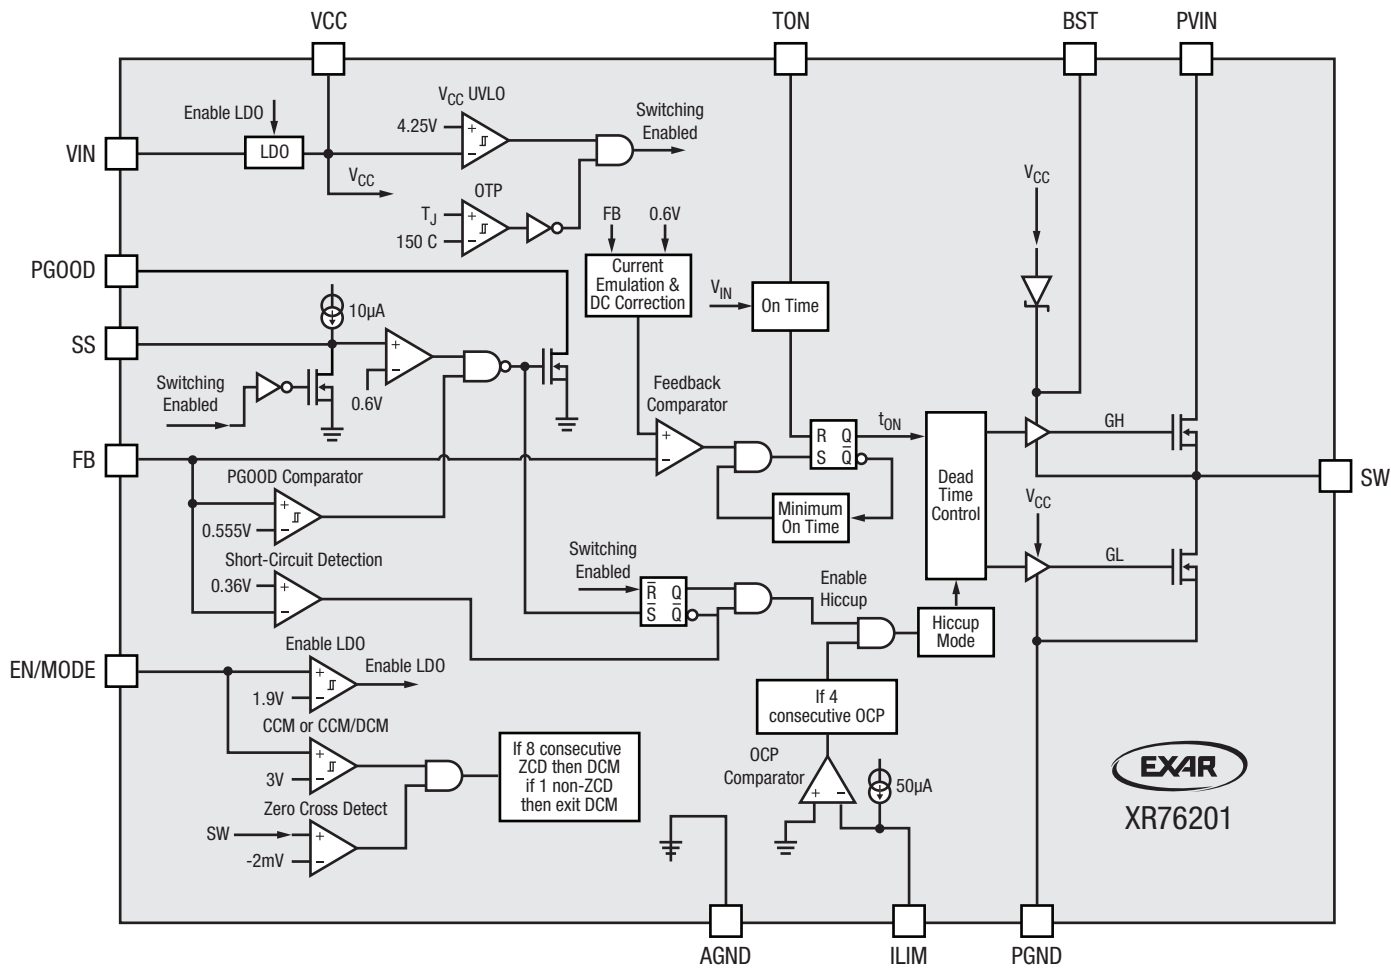 VCC
TON
BST
PVIN
Enable LDO
VIN
LDO
VCC
VCC UVLO
4.25V
+
−
Switching
Enabled
OTP
TJ
150 C
+
−
FB
0.6V
Current
Emulation &
DC Correction
VIN
On Time
VCC
PGOOD
SS
10µA
+
−
0.6V
Switching
Enabled
Feedback
Comparator
+
−
R Q
S Q̅
tON
Dead
Time
Control
GH
SW
FB
PGOOD Comparator
+
−
0.555V
Minimum
On Time
VCC
GL
Short-Circuit Detection
0.36V
+
−
Switching
Enabled
R̅ Q
S̅ Q̅
Enable
Hiccup
Hiccup
Mode
EN/MODE
Enable LDO
+
−
1.9V
Enable LDO
CCM or CCM/DCM
+
−
3V
Zero Cross Detect
SW
+
−
-2mV
If 8 consecutive
ZCD then DCM
if 1 non-ZCD
then exit DCM
If 4
consecutive OCP
OCP
Comparator
+
−
50µA
EXAR
XR76201
AGND
ILIM
PGND